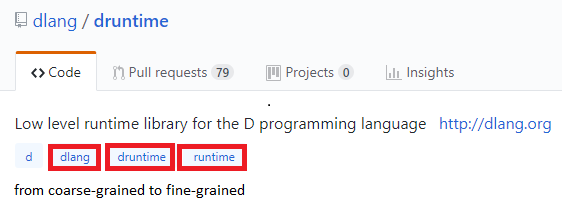 dlang / druntime
Code Pull requests 79 Projects 0 Insights
.
Low level runtime library for the D programming language http://dlang.org
d dlang druntime runtime
from coarse-grained to fine-grained